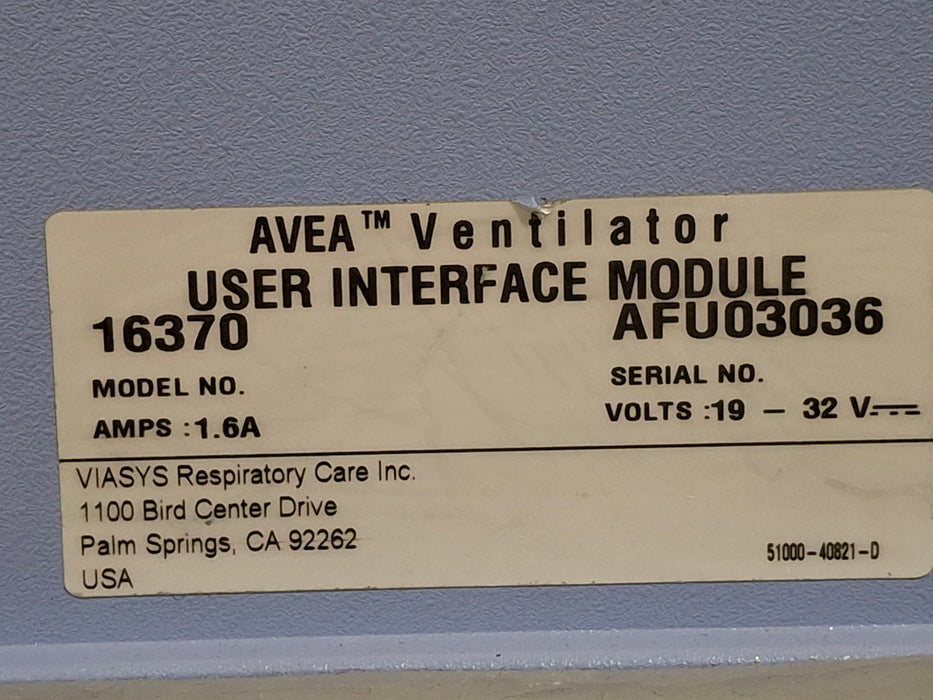 AVEA™ Ventilator
USER INTERFACE MODULE
16370 AFU03036
MODEL NO. SERIAL NO.
AMPS :1.6A VOLTS :19 – 32 V⎓
VIASYS Respiratory Care Inc.
1100 Bird Center Drive
Palm Springs, CA 92262
USA 51000-40821-D